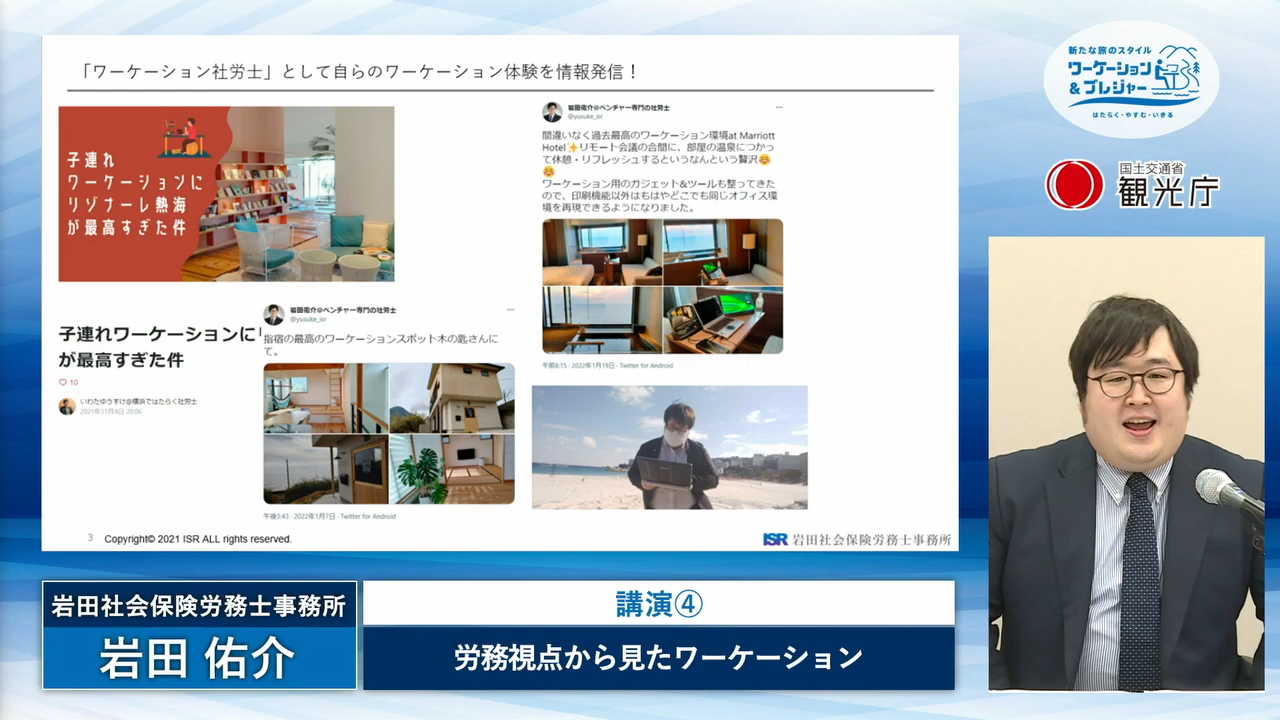 「ワーケーション社労士」として自らのワーケーション体験を情報発信！
子連れ
ワーケーションに
リゾナーレ熱海
が最高すぎた件
子連れワーケーションに
が最高すぎた件
10
いわたゆうすけ@横浜ではたらく社労士
2021年11月4日 20:06
岩田佑介@ベンチャー専門の社労士
@yusuke_isr
指宿の最高のワーケーションスポット木の匙さんに
て。
午後3:43 · 2022年1月7日 · Twitter for Android
岩田佑介@ベンチャー専門の社労士
@yusuke_isr
間違いなく過去最高のワーケーション環境at Marriott
Hotel✨リモート会議の合間に、部屋の温泉につかっ
て休憩・リフレッシュするというなんという贅沢☺️
☺️
ワーケーション用のガジェット&ツールも整ってきた
ので、印刷機能以外はもはやどこでも同じオフィス環
境を再現できるようになりました。
午前8:15 · 2022年1月19日 · Twitter for Android
3 Copyright© 2021 ISR ALL rights reserved.
ISR 岩田社会保険労務士事務所
新たな旅のスタイル
ワーケーション
&ブレジャー
はたらく・やすむ・いきる
国土交通省
観光庁
岩田社会保険労務士事務所
岩田 佑介
講演④
労務視点から見たワーケーション